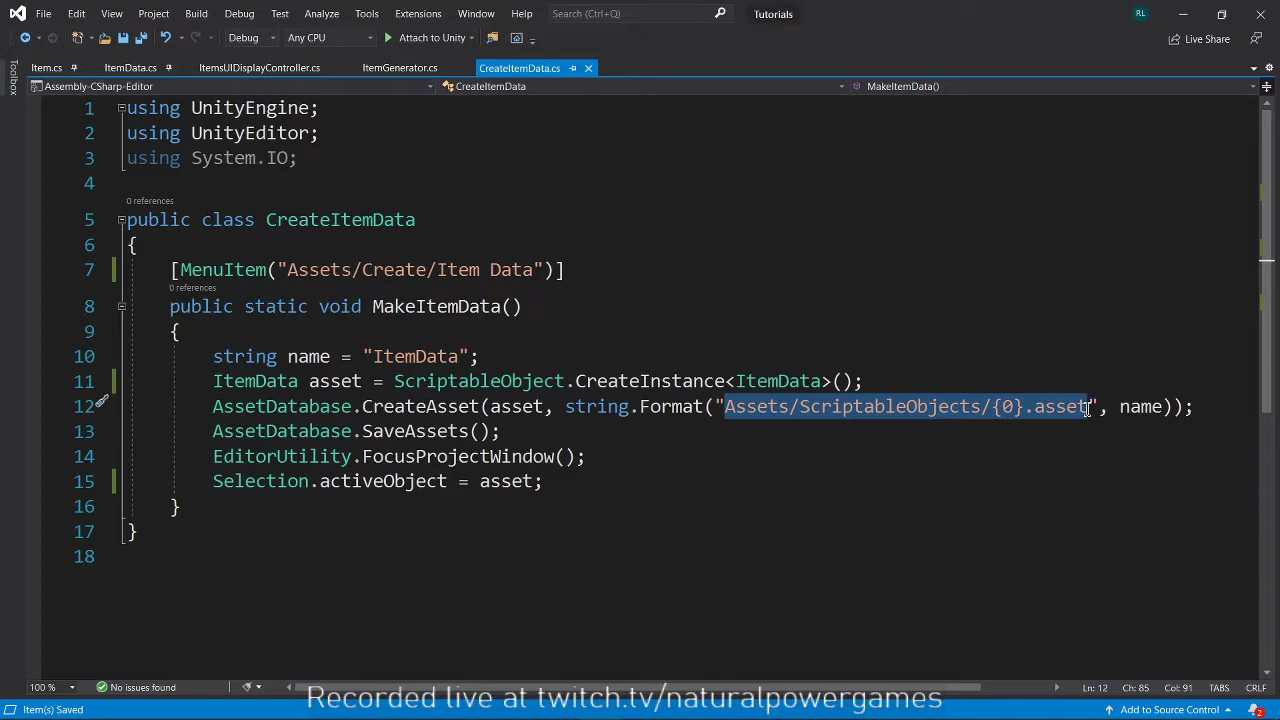 File Edit View Project Build Debug Test Analyze Tools Extensions Window Help Search (Ctrl+Q) Tutorials RL
Debug Any CPU Attach to Unity Live Share
Toolbox
Item.cs ItemData.cs ItemsUIDisplayController.cs ItemGenerator.cs CreateItemData.cs
Assembly-CSharp-Editor CreateItemData MakeItemData()
1 using UnityEngine;
2 using UnityEditor;
3 using System.IO;
4
0 references
5 public class CreateItemData
6 {
7 [MenuItem("Assets/Create/Item Data")]
0 references
8 public static void MakeItemData()
9 {
10 string name = "ItemData";
11 ItemData asset = ScriptableObject.CreateInstance<ItemData>();
12 AssetDatabase.CreateAsset(asset, string.Format("Assets/ScriptableObjects/{0}.asset", name));
13 AssetDatabase.SaveAssets();
14 EditorUtility.FocusProjectWindow();
15 Selection.activeObject = asset;
16 }
17 }
18
100 % No issues found Ln: 12 Ch: 85 Col: 91 TABS CRLF
Recorded live at twitch.tv/naturalpowergames
Item(s) Saved Add to Source Control 2